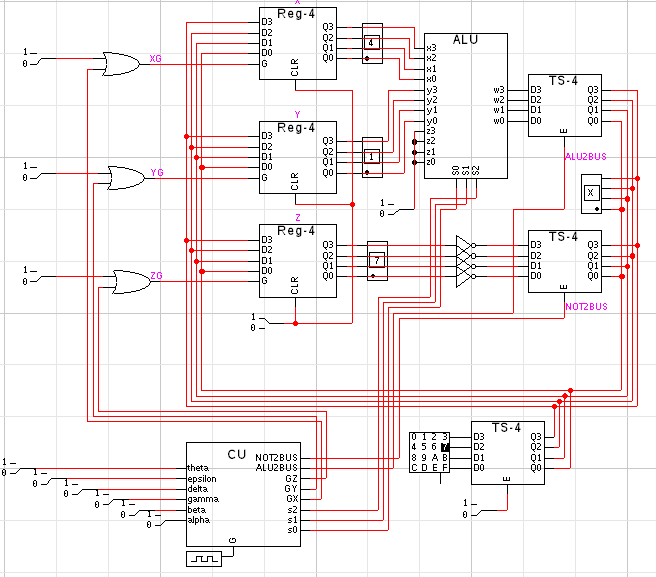 X
Reg-4
D3 Q3
D2 Q2
D1 Q1
D0 Q0
G CLR
1
0
XG
4
ALU
x3
x2
x1
x0
y3
y2
y1
y0
z3
z2
z1
z0
w3
w2
w1
w0
S0 S1 S2
TS-4
D3 Q3
D2 Q2
D1 Q1
D0 Q0
E
ALU2BUS
Y
Reg-4
D3 Q3
D2 Q2
D1 Q1
D0 Q0
G CLR
1
0
YG
1
1
0
X
Z
Reg-4
D3 Q3
D2 Q2
D1 Q1
D0 Q0
G CLR
1
0
ZG
7
TS-4
D3 Q3
D2 Q2
D1 Q1
D0 Q0
E
NOT2BUS
1
0
CU
NOT2BUS
ALU2BUS
GZ
GY
GX
s2
s1
s0
theta
epsilon
delta
gamma
beta
alpha
G
1
0
1
0
1
0
1
0
1
0
1
0
0 1 2 3
4 5 6 7
8 9 A B
C D E F
TS-4
D3 Q3
D2 Q2
D1 Q1
D0 Q0
E
1
0